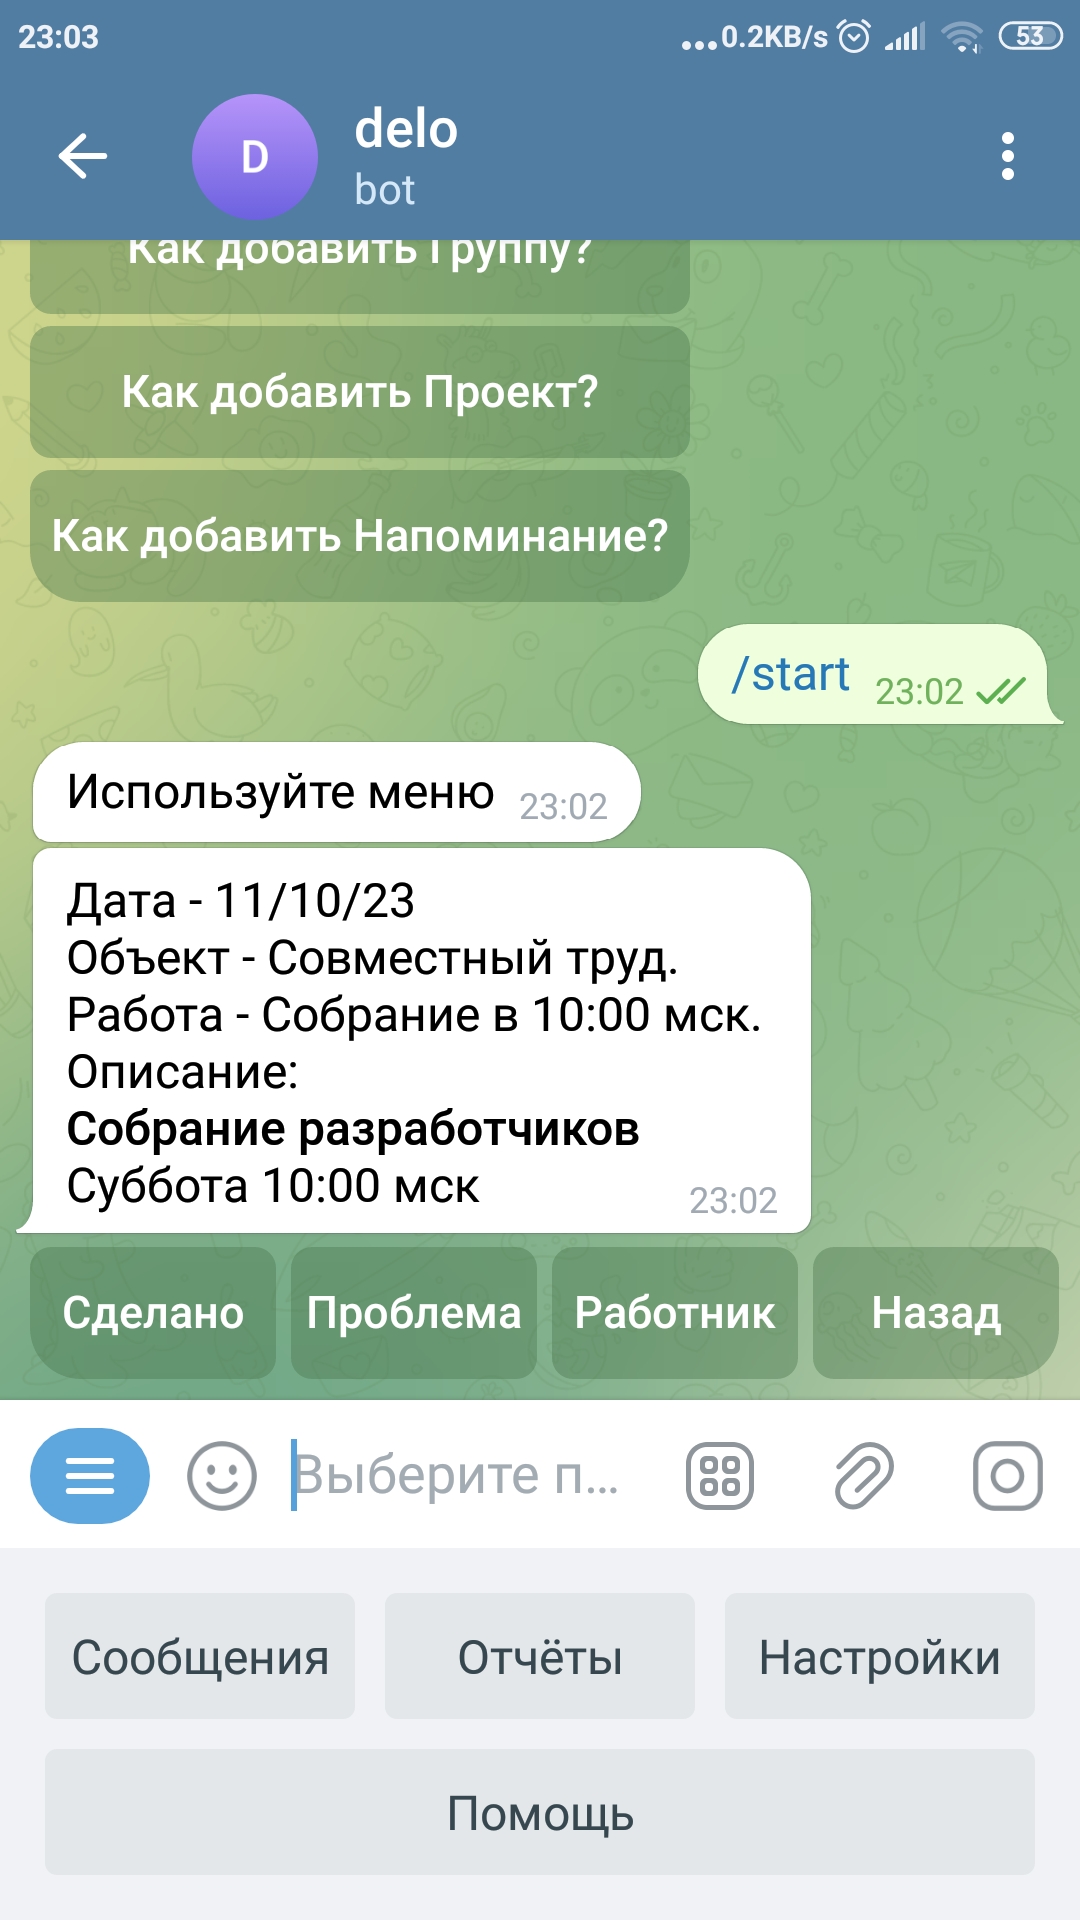 23:03
...0.2KB/s
53
D
delo
bot
Как добавить Группу?
Как добавить Проект?
Как добавить Напоминание?
/start 23:02
Используйте меню 23:02
Дата - 11/10/23
Объект - Совместный труд.
Работа - Собрание в 10:00 мск.
Описание:
Собрание разработчиков
Суббота 10:00 мск 23:02
Сделано Проблема Работник Назад
Выберите п...
Сообщения Отчёты Настройки
Помощь